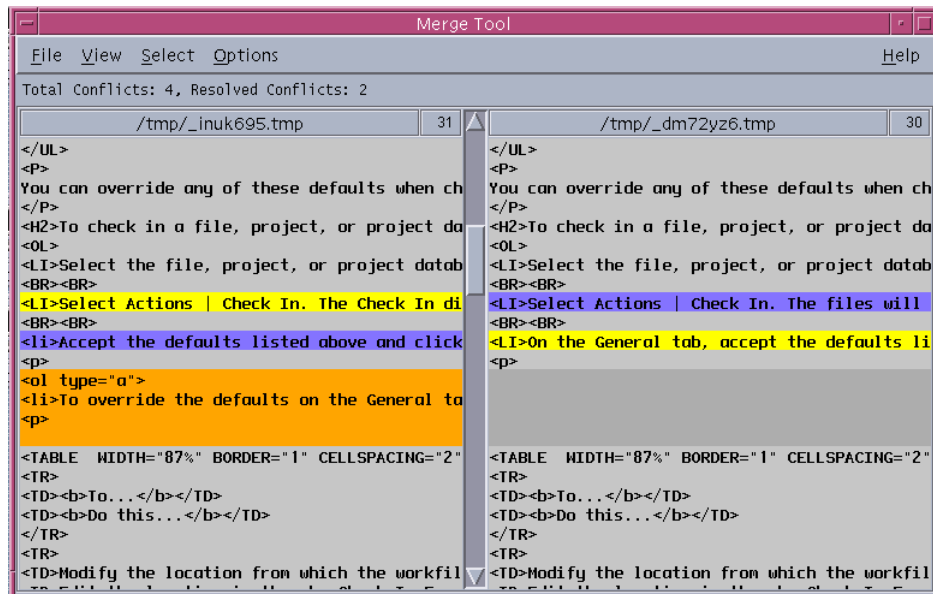 Merge Tool
File View Select Options Help
Total Conflicts: 4, Resolved Conflicts: 2
/tmp/_inuk695.tmp 31
</UL>
<P>
You can override any of these defaults when ch
</P>
<H2>To check in a file, project, or project da
<OL>
<LI>Select the file, project, or project datab
<BR><BR>
<LI>Select Actions | Check In. The Check In di
<BR><BR>
<li>Accept the defaults listed above and click
<p>
<ol type="a">
<li>To override the defaults on the General ta
<p>
<TABLE  WIDTH="87%" BORDER="1" CELLSPACING="2"
<TR>
<TD><b>To...</b></TD>
<TD><b>Do this...</b></TD>
</TR>
<TR>
<TD>Modify the location from which the workfil
/tmp/_dm72yz6.tmp 30
</UL>
<P>
You can override any of these defaults when ch
</P>
<H2>To check in a file, project, or project da
<OL>
<LI>Select the file, project, or project datab
<BR><BR>
<LI>Select Actions | Check In. The files will
<BR><BR>
<LI>On the General tab, accept the defaults li
<p>
<TABLE  WIDTH="87%" BORDER="1" CELLSPACING="2"
<TR>
<TD><b>To...</b></TD>
<TD><b>Do this...</b></TD>
</TR>
<TR>
<TD>Modify the location from which the workfil